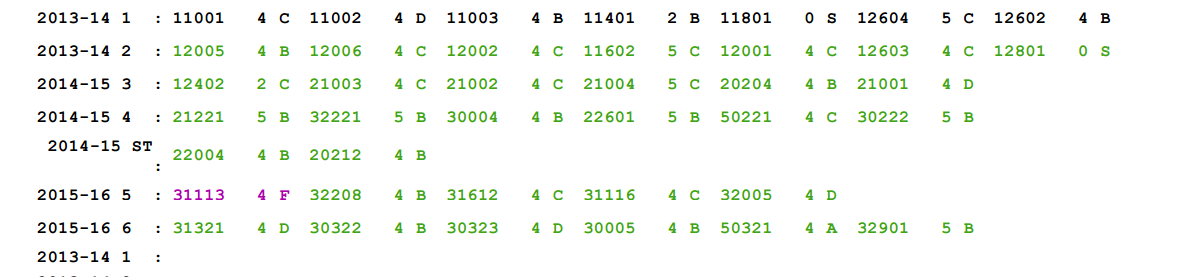 2013-14 1 : 11001 4 C 11002 4 D 11003 4 B 11401 2 B 11801 0 S 12604 5 C 12602 4 B
2013-14 2 : 12005 4 B 12006 4 C 12002 4 C 11602 5 C 12001 4 C 12603 4 C 12801 0 S
2014-15 3 : 12402 2 C 21003 4 C 21002 4 C 21004 5 C 20204 4 B 21001 4 D
2014-15 4 : 21221 5 B 32221 5 B 30004 4 B 22601 5 B 50221 4 C 30222 5 B
2014-15 ST : 22004 4 B 20212 4 B
2015-16 5 : 31113 4 F 32208 4 B 31612 4 C 31116 4 C 32005 4 D
2015-16 6 : 31321 4 D 30322 4 B 30323 4 D 30005 4 B 50321 4 A 32901 5 B
2013-14 1 :